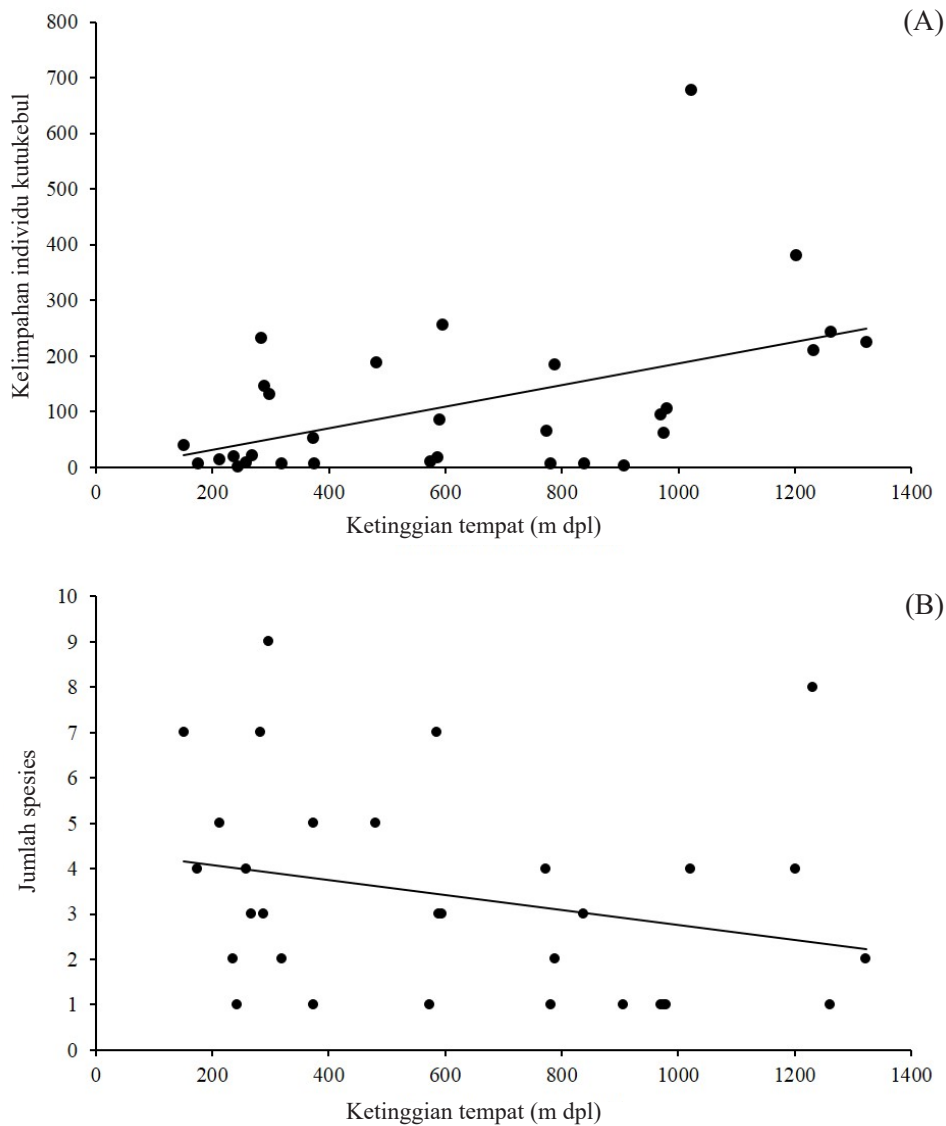 (A)
800
700
600
500
400
300
200
100
0
Kelimpahan individu kutukebul
0 200 400 600 800 1000 1200 1400
Ketinggian tempat (m dpl)
(B)
10
9
8
7
6
5
4
3
2
1
0
Jumlah spesies
0 200 400 600 800 1000 1200 1400
Ketinggian tempat (m dpl)